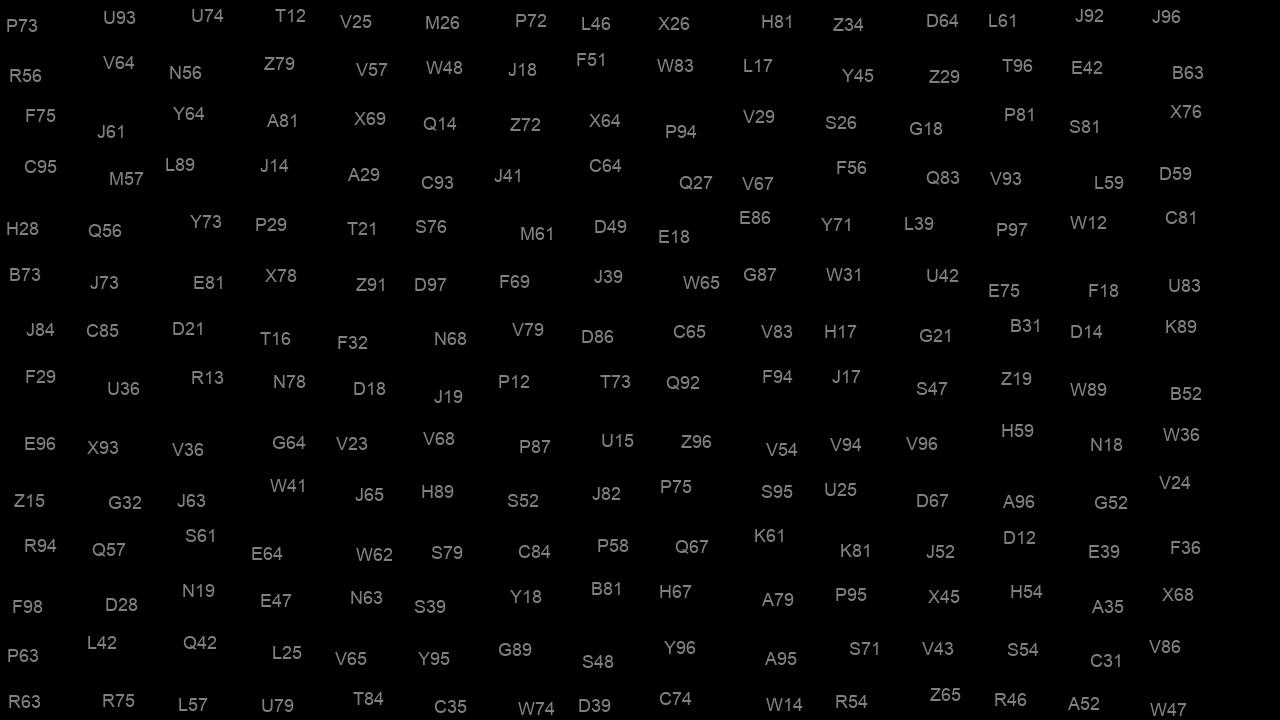 P73 U93 U74 T12 V25 M26 P72 L46 X26 H81 Z34 D64 L61 J92 J96
R56 V64 N56 Z79 V57 W48 J18 F51 W83 L17 Y45 Z29 T96 E42 B63
F75 J61 Y64 A81 X69 Q14 Z72 X64 P94 V29 S26 G18 P81 S81 X76
C95 M57 L89 J14 A29 C93 J41 C64 Q27 V67 F56 Q83 V93 L59 D59
H28 Q56 Y73 P29 T21 S76 M61 D49 E18 E86 Y71 L39 P97 W12 C81
B73 J73 E81 X78 Z91 D97 F69 J39 W65 G87 W31 U42 E75 F18 U83
J84 C85 D21 T16 F32 N68 V79 D86 C65 V83 H17 G21 B31 D14 K89
F29 U36 R13 N78 D18 J19 P12 T73 Q92 F94 J17 S47 Z19 W89 B52
E96 X93 V36 G64 V23 V68 P87 U15 Z96 V54 V94 V96 H59 N18 W36
Z15 G32 J63 W41 J65 H89 S52 J82 P75 S95 U25 D67 A96 G52 V24
R94 Q57 S61 E64 W62 S79 C84 P58 Q67 K61 K81 J52 D12 E39 F36
F98 D28 N19 E47 N63 S39 Y18 B81 H67 A79 P95 X45 H54 A35 X68
P63 L42 Q42 L25 V65 Y95 G89 S48 Y96 A95 S71 V43 S54 C31 V86
R63 R75 L57 U79 T84 C35 W74 D39 C74 W14 R54 Z65 R46 A52 W47